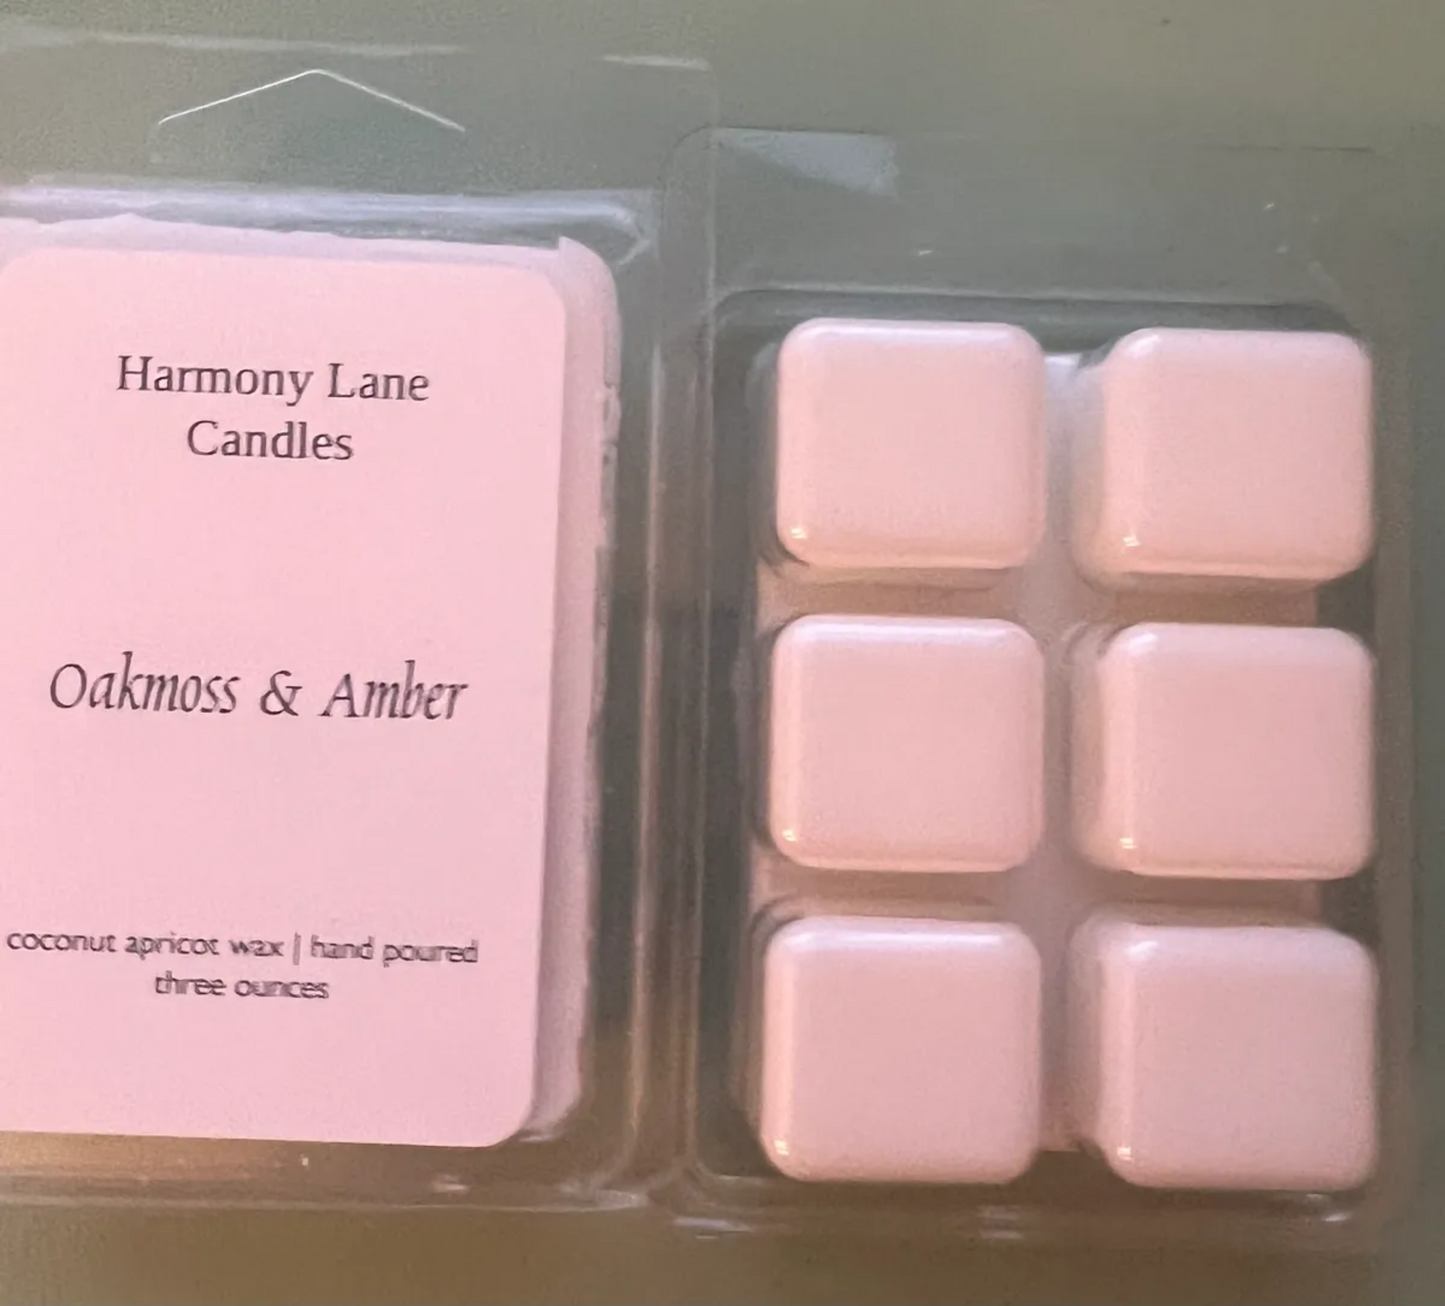 Harmony Lane
Candles
Oakmoss & Amber
coconut apricot wax | hand poured
three ounces